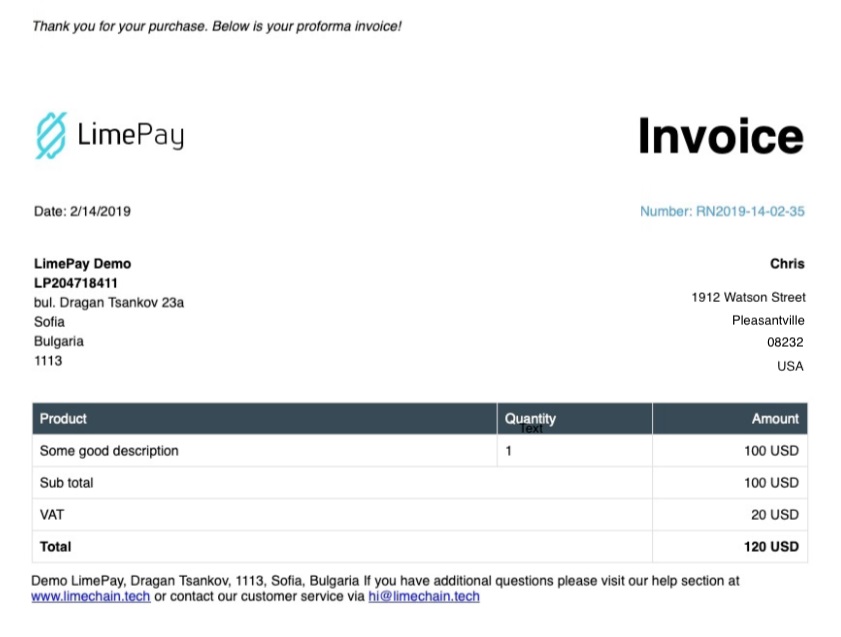 Thank you for your purchase. Below is your proforma invoice!
LimePay
Invoice
Date: 2/14/2019
Number: RN2019-14-02-35
LimePay Demo
LP204718411
bul. Dragan Tsankov 23a
Sofia
Bulgaria
1113
Chris
1912 Watson Street
Pleasantville
08232
USA
Product Quantity Amount
Text
Some good description 1 100 USD
Sub total 100 USD
VAT 20 USD
Total 120 USD
Demo LimePay, Dragan Tsankov, 1113, Sofia, Bulgaria If you have additional questions please visit our help section at
www.limechain.tech or contact our customer service via hi@limechain.tech